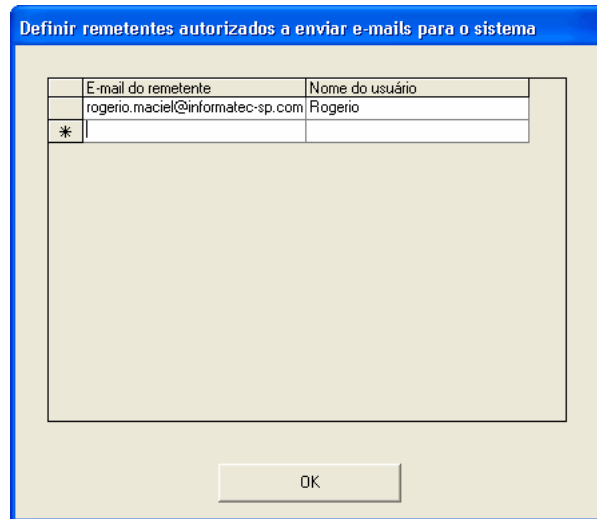 Definir remetentes autorizados a enviar e-mails para o sistema
E-mail do remetente Nome do usuário
rogerio.maciel@informatec-sp.com Rogerio
OK